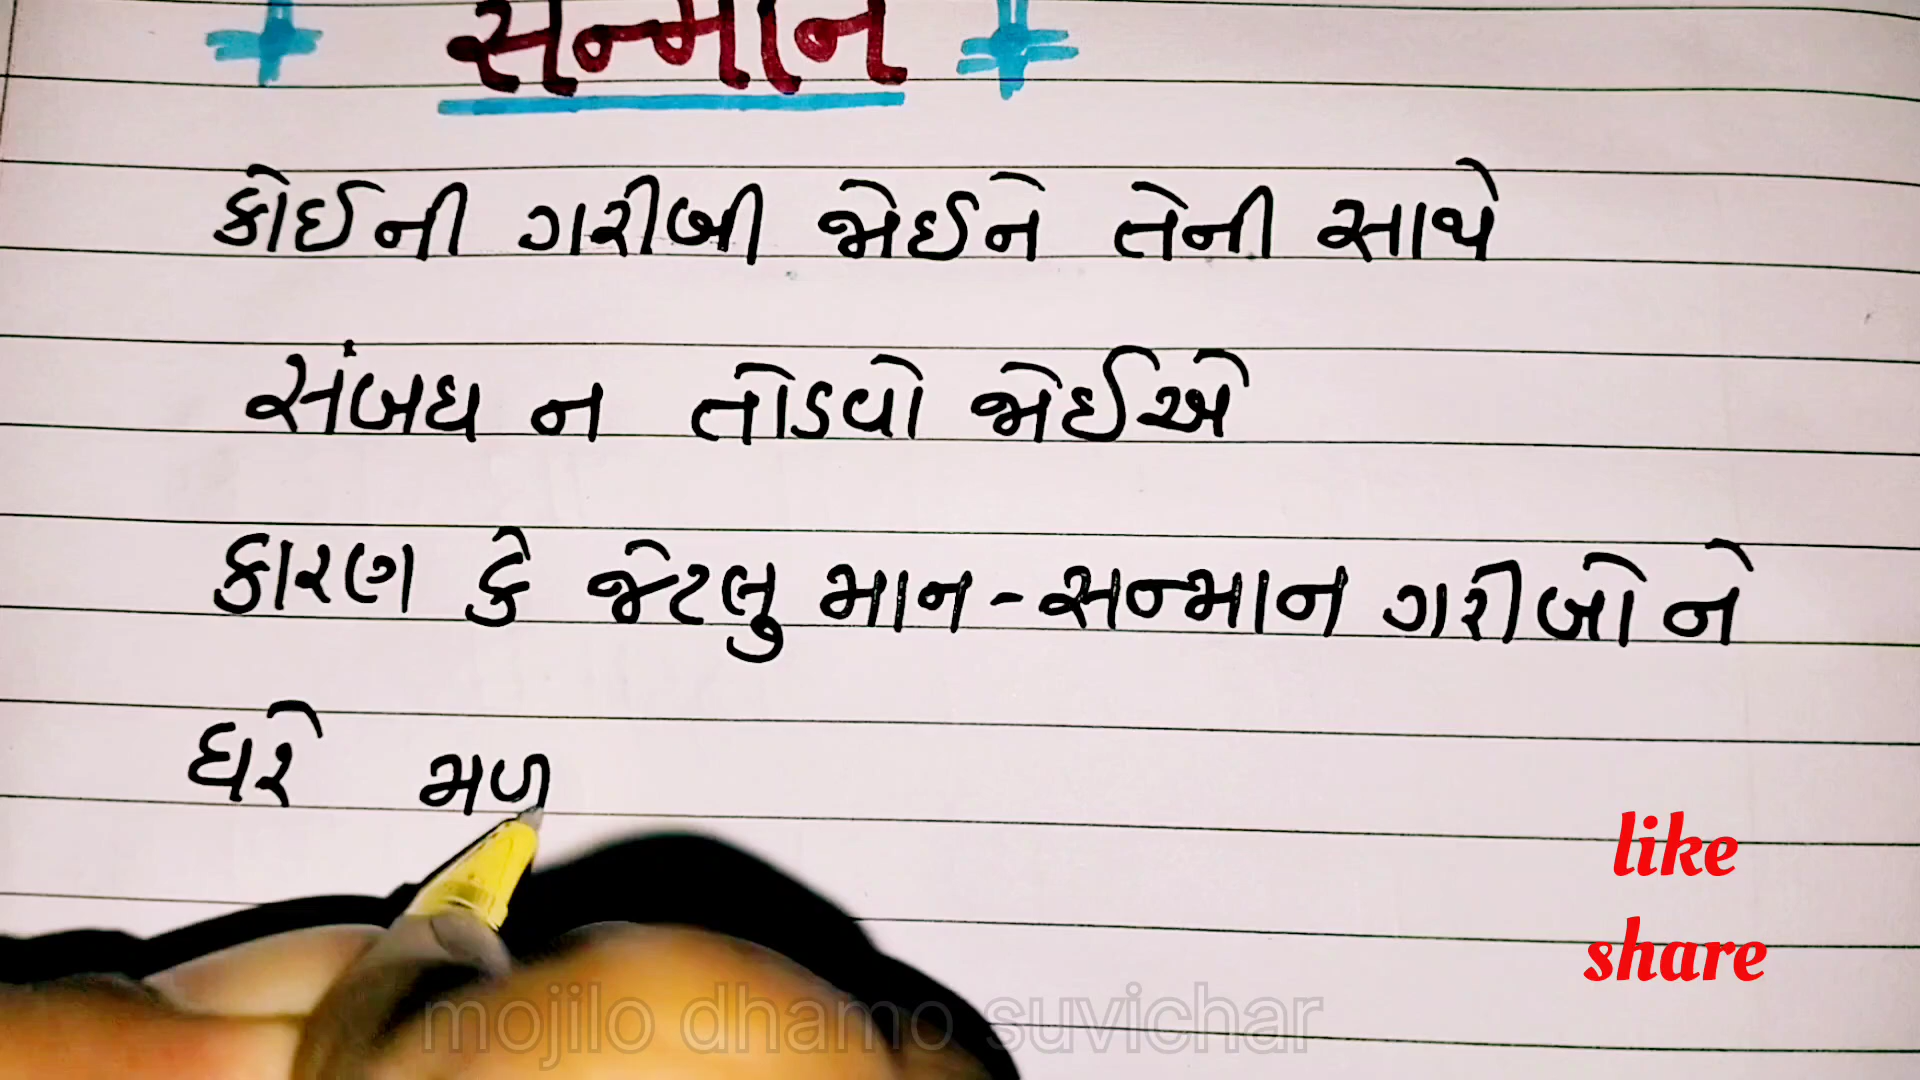 સન્માન
કોઈની ગરીબી જોઈને તેની સાથે
સંબધ ન તોડવો જોઈએ
કારણ કે જેટલુ માન-સન્માન ગરીબોને
ઘરે મળ
like
share
mojilo dhamo suvichar